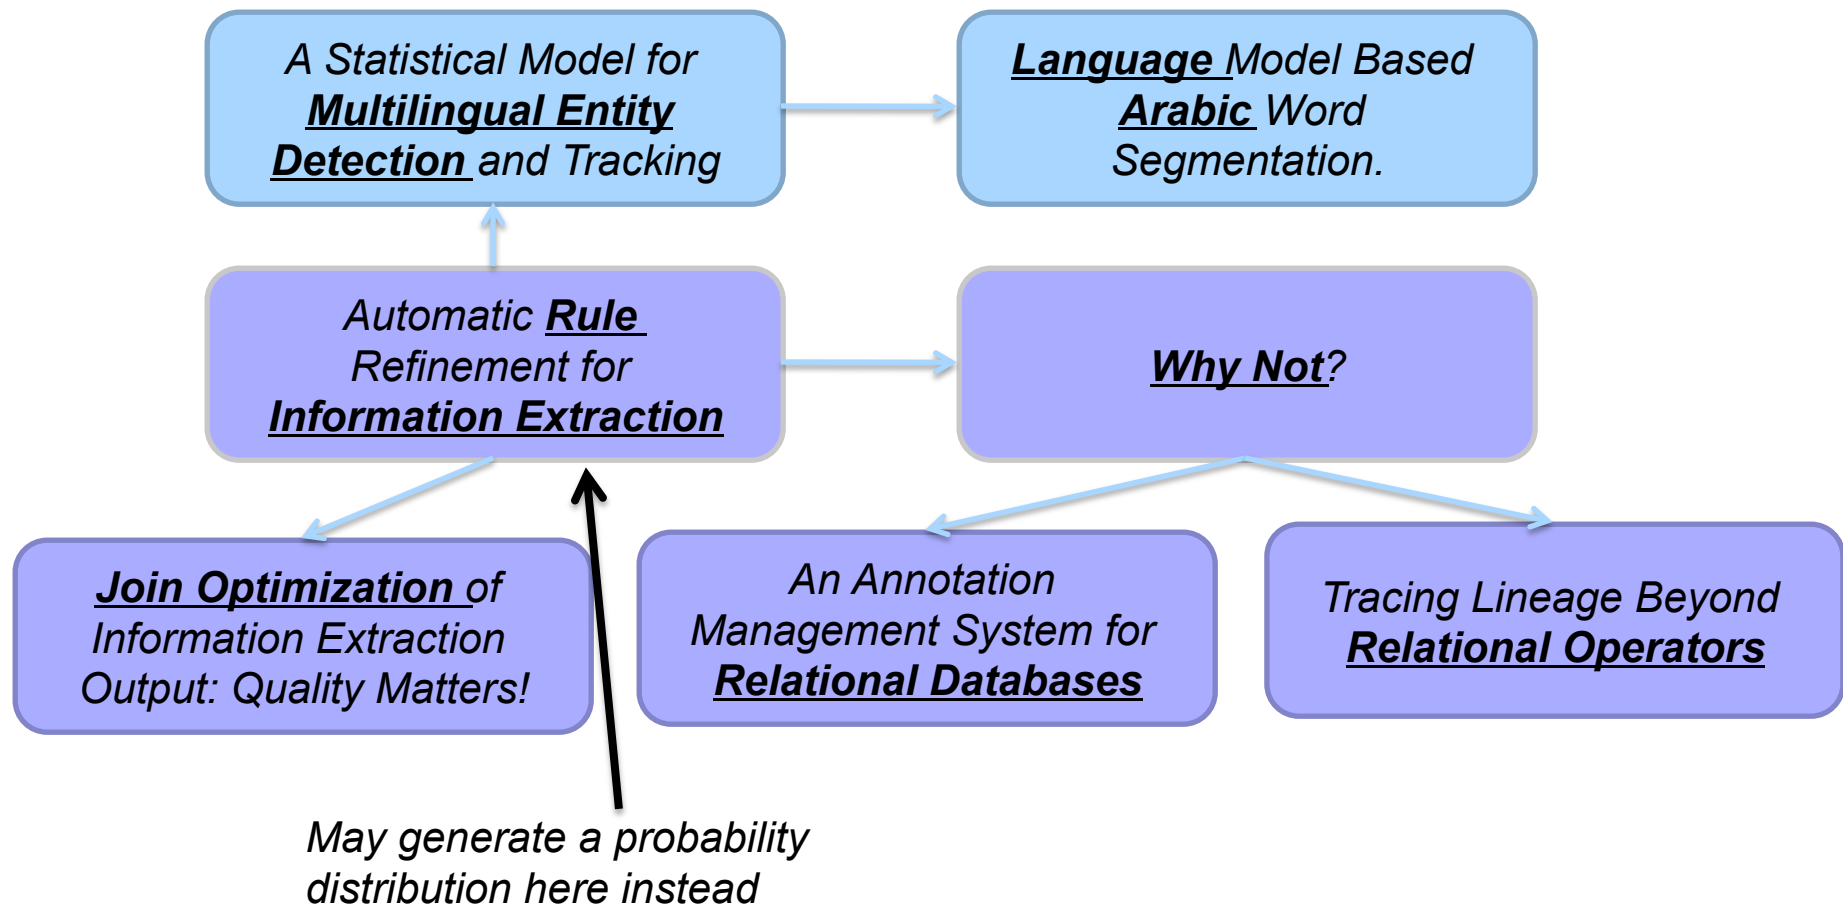 A Statistical Model for
Multilingual Entity
Detection and Tracking
Language Model Based
Arabic Word
Segmentation.
Automatic Rule
Refinement for
Information Extraction
Why Not?
Join Optimization of
Information Extraction
Output: Quality Matters!
An Annotation
Management System for
Relational Databases
Tracing Lineage Beyond
Relational Operators
May generate a probability
distribution here instead